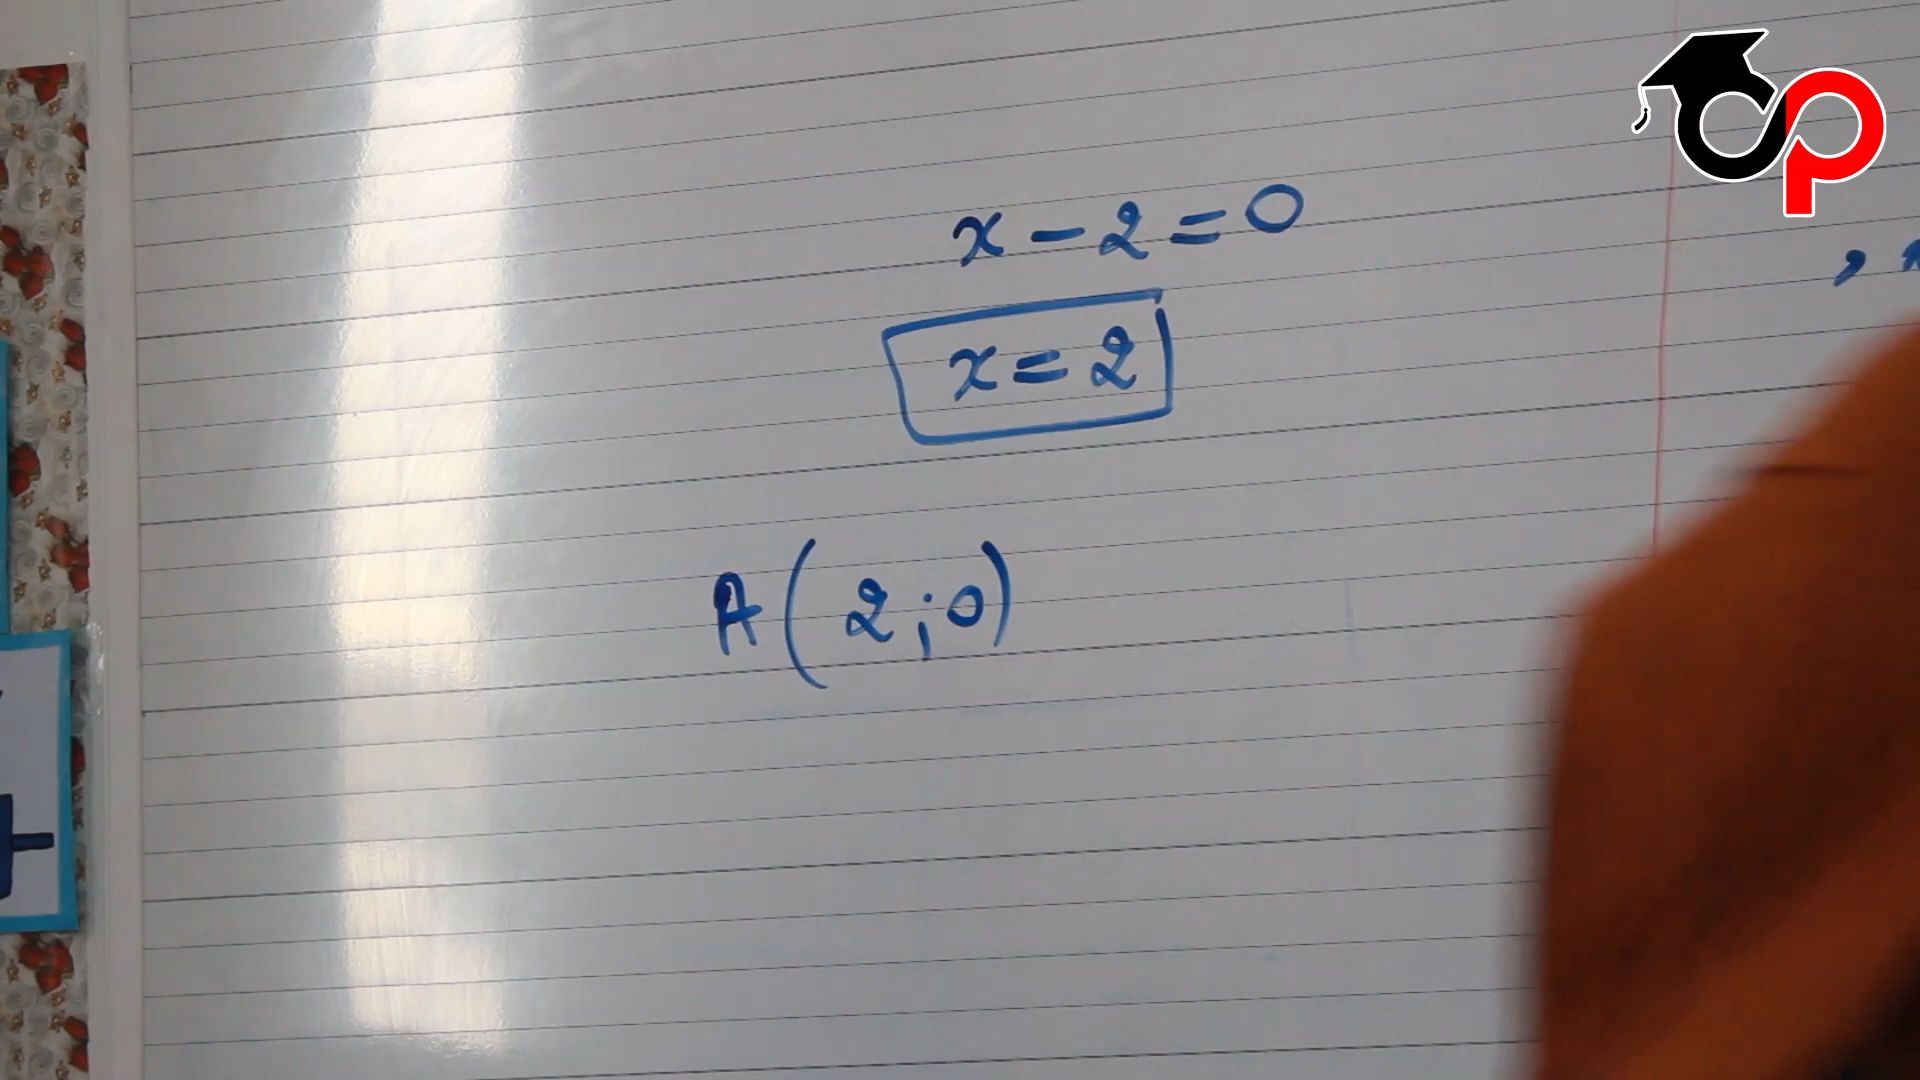 x - 2 = 0
x = 2
A ( 2 ; 0 )